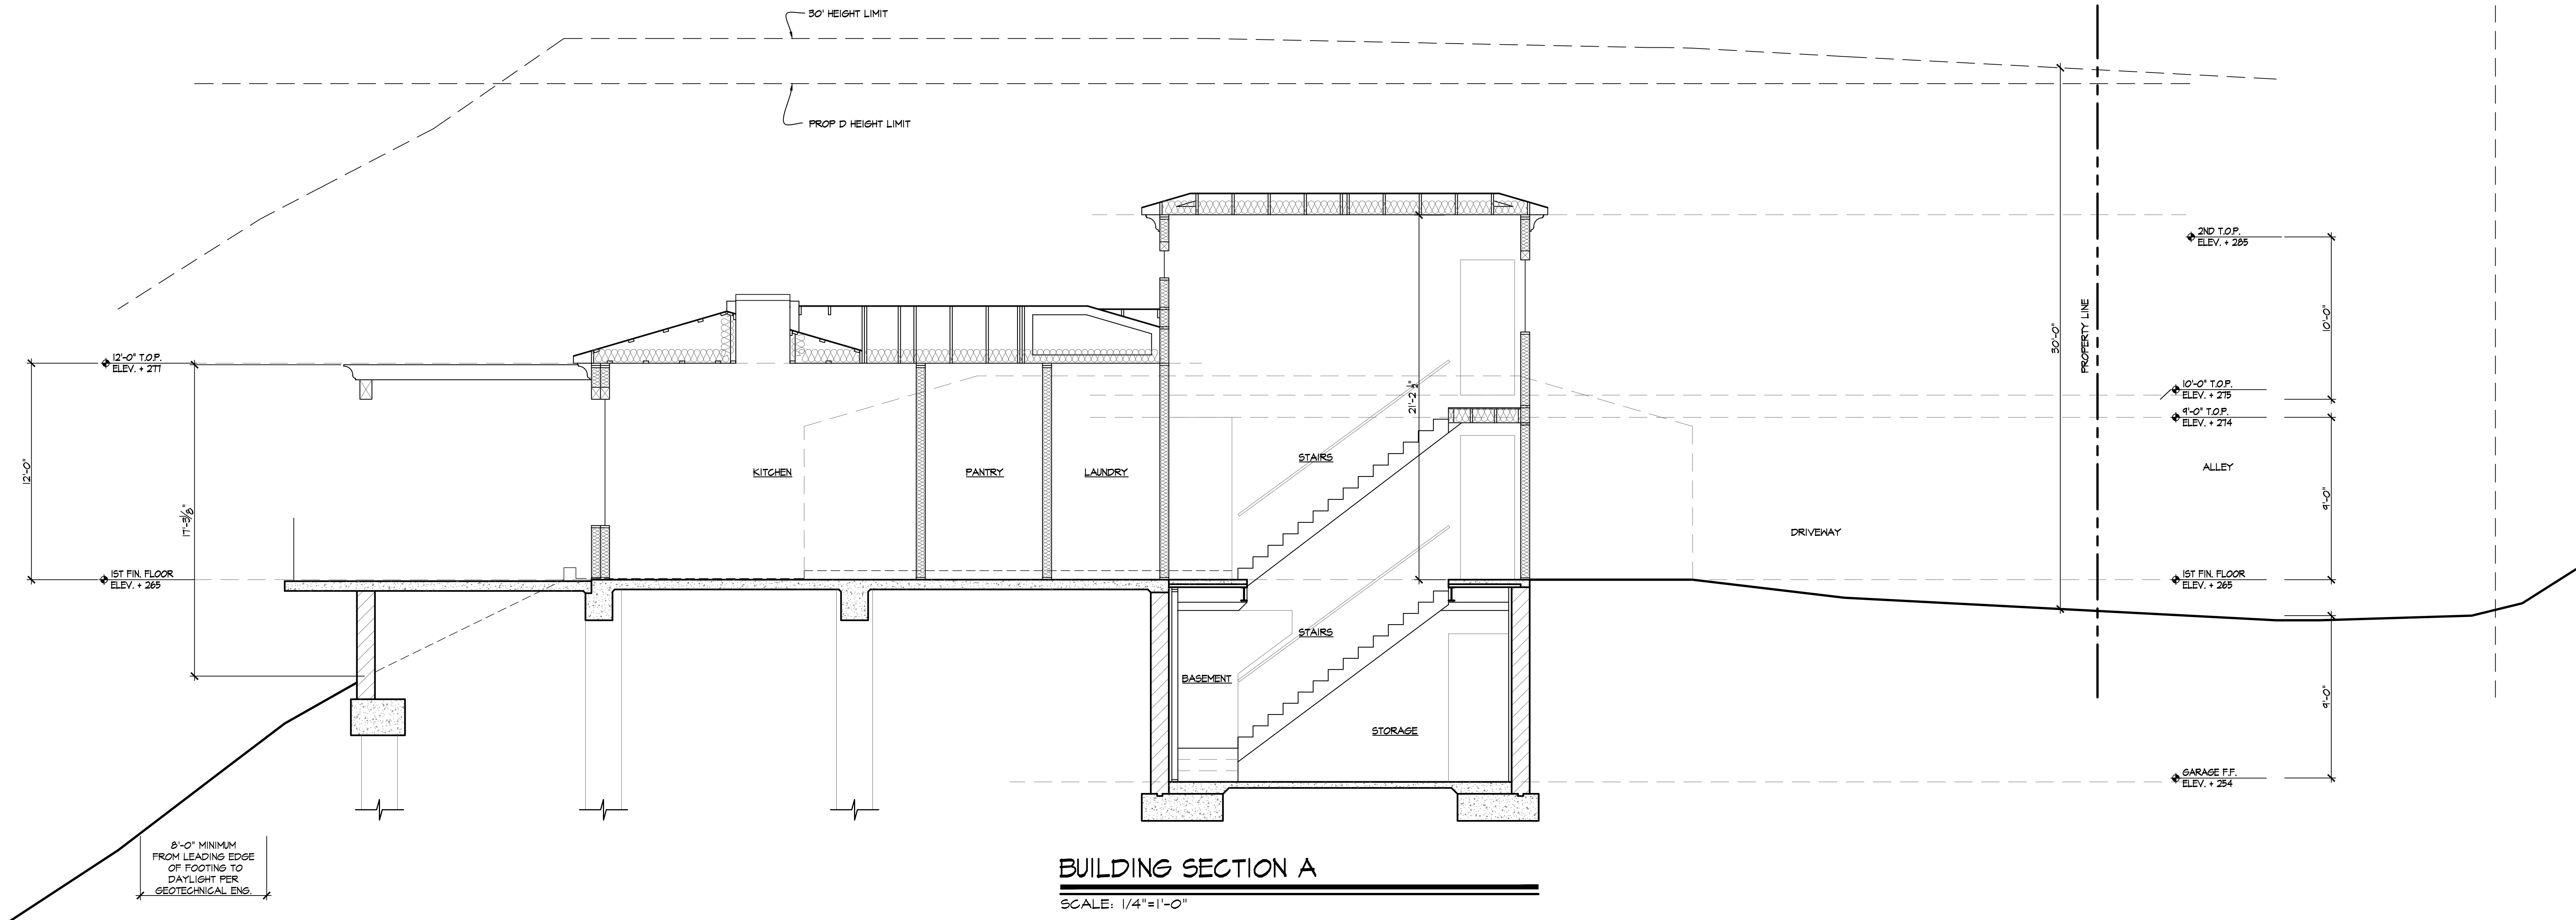 30' HEIGHT LIMIT
PROP D HEIGHT LIMIT
2ND T.O.P.
ELEV. + 285
10'-0"
PROPERTY LINE
30'-0"
12'-0" T.O.P.
ELEV. + 277
10'-0" T.O.P.
ELEV. + 275
9'-0" T.O.P.
ELEV. + 274
21'-2 1/2"
12'-0"
17'-3/8"
KITCHEN
PANTRY
LAUNDRY
STAIRS
ALLEY
9'-0"
DRIVEWAY
1ST FIN. FLOOR
ELEV. + 265
1ST FIN. FLOOR
ELEV. + 265
STAIRS
BASEMENT
STORAGE
9'-0"
GARAGE F.F.
ELEV. + 254
8'-0" MINIMUM
FROM LEADING EDGE
OF FOOTING TO
DAYLIGHT PER
GEOTECHNICAL ENG.
BUILDING SECTION A
SCALE: 1/4"=1'-0"